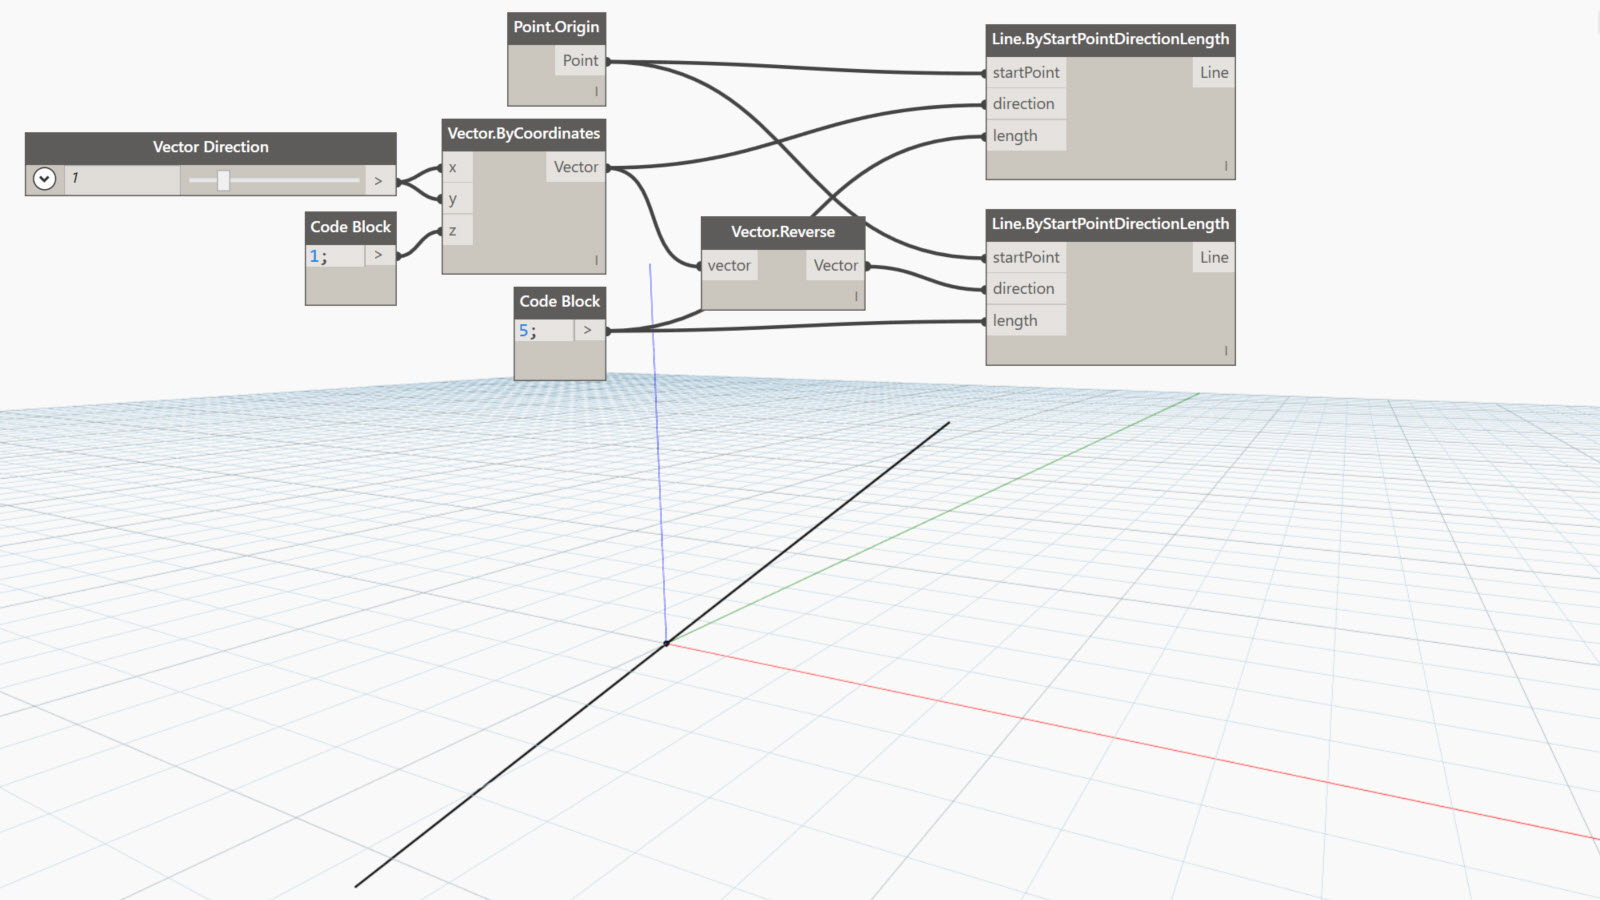 Point.Origin
Point
Line.ByStartPointDirectionLength
startPoint
Line
direction
length
Vector Direction
1
>
Vector.ByCoordinates
x
Vector
y
z
Code Block
1;
>
Vector.Reverse
vector
Vector
Code Block
5;
>
Line.ByStartPointDirectionLength
startPoint
Line
direction
length